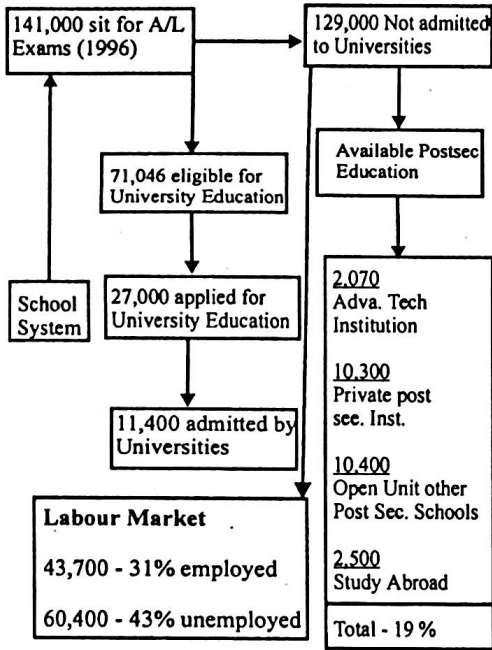 141,000 sit for A/L
Exams (1996)
129,000 Not admitted
to Universities
71,046 eligible for
University Education
Available Postsec
Education
School
System
27,000 applied for
University Education
11,400 admitted by
Universities
2,070
Adva. Tech
Institution
10,300
Private post
see. Inst.
10,400
Open Unit other
Post Sec. Schools
2,500
Study Abroad
Total - 19 %
Labour Market
43,700 - 31% employed
60,400 - 43% unemployed